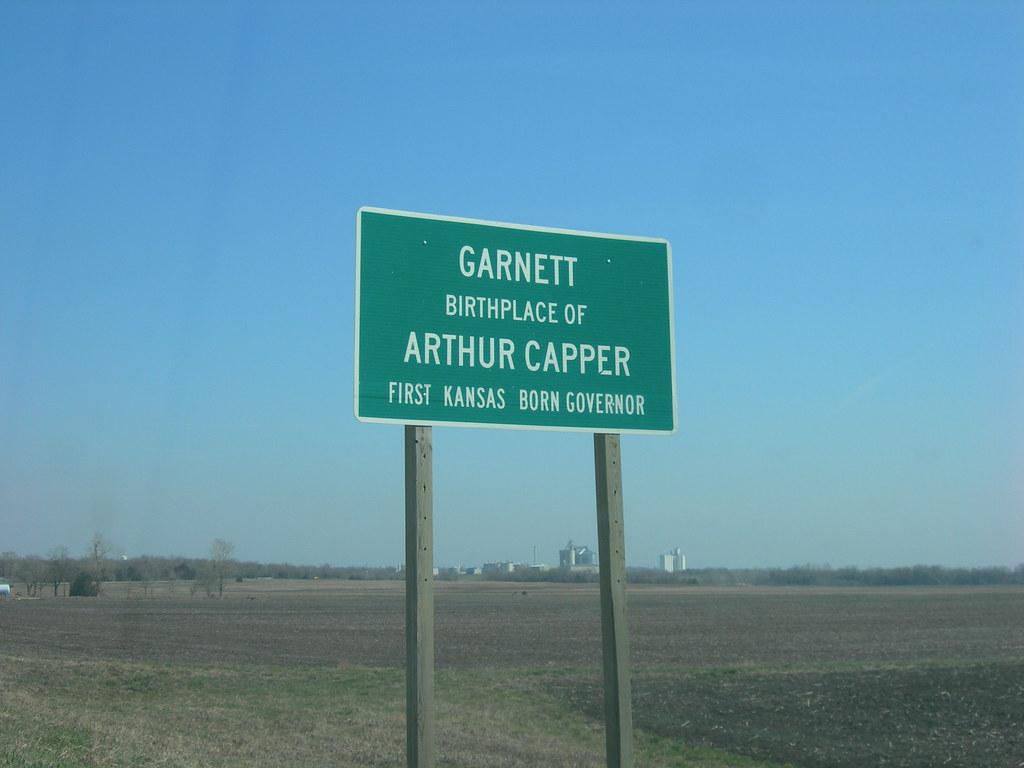 GARNETT
BIRTHPLACE OF
ARTHUR CAPPER
FIRST KANSAS BORN GOVERNOR